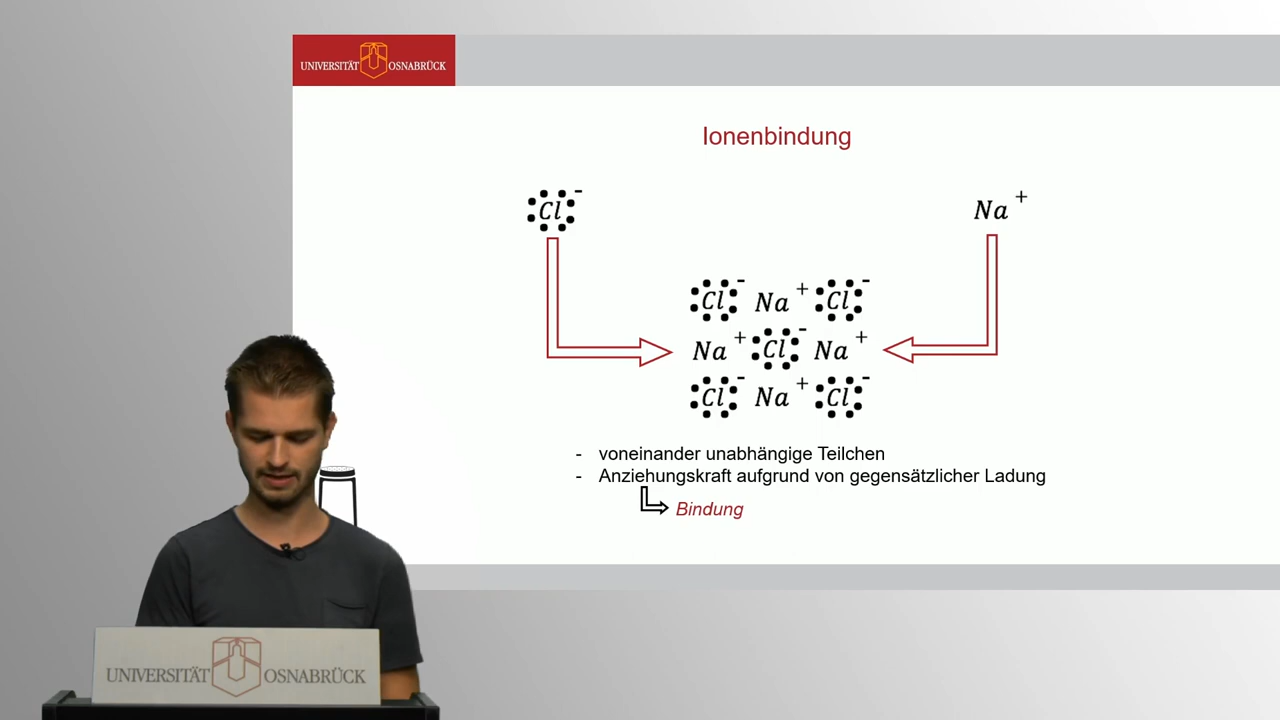 UNIVERSITÄT OSNABRÜCK
Ionenbindung
Cl⁻ Na⁺
Cl⁻ Na⁺ Cl⁻
Na⁺ Cl⁻ Na⁺
Cl⁻ Na⁺ Cl⁻
- voneinander unabhängige Teilchen
- Anziehungskraft aufgrund von gegensätzlicher Ladung
Bindung
UNIVERSITÄT OSNABRÜCK